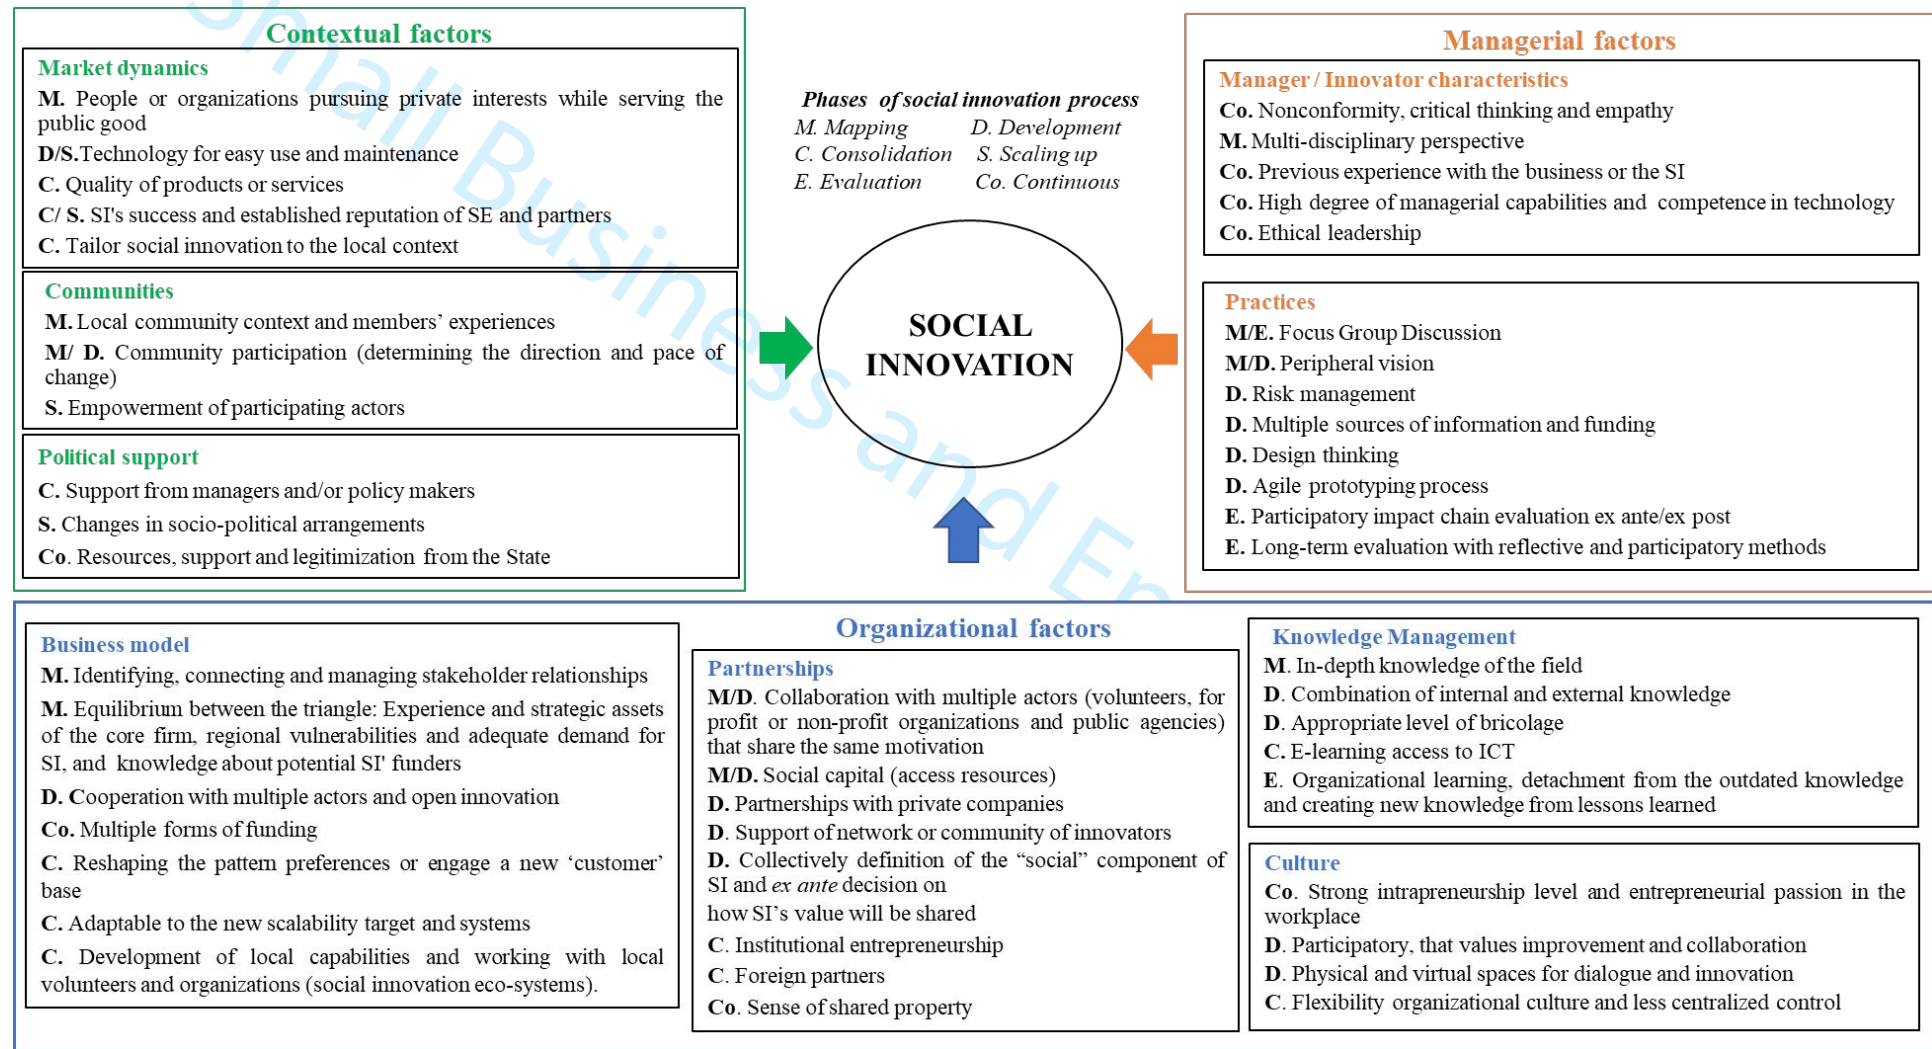 Contextual factors
Market dynamics
M. People or organizations pursuing private interests while serving the
public good
D/S.Technology for easy use and maintenance
C. Quality of products or services
C/ S. SI's success and established reputation of SE and partners
C. Tailor social innovation to the local context
Communities
M. Local community context and members’ experiences
M/ D. Community participation (determining the direction and pace of
change)
S. Empowerment of participating actors
Political support
C. Support from managers and/or policy makers
S. Changes in socio-political arrangements
Co. Resources, support and legitimization from the State
Phases of social innovation process
M. Mapping D. Development
C. Consolidation S. Scaling up
E. Evaluation Co. Continuous
SOCIAL
INNOVATION
Managerial factors
Manager / Innovator characteristics
Co. Nonconformity, critical thinking and empathy
M. Multi-disciplinary perspective
Co. Previous experience with the business or the SI
Co. High degree of managerial capabilities and competence in technology
Co. Ethical leadership
Practices
M/E. Focus Group Discussion
M/D. Peripheral vision
D. Risk management
D. Multiple sources of information and funding
D. Design thinking
D. Agile prototyping process
E. Participatory impact chain evaluation ex ante/ex post
E. Long-term evaluation with reflective and participatory methods
Organizational factors
Business model
M. Identifying, connecting and managing stakeholder relationships
M. Equilibrium between the triangle: Experience and strategic assets
of the core firm, regional vulnerabilities and adequate demand for
SI, and knowledge about potential SI' funders
D. Cooperation with multiple actors and open innovation
Co. Multiple forms of funding
C. Reshaping the pattern preferences or engage a new ‘customer’
base
C. Adaptable to the new scalability target and systems
C. Development of local capabilities and working with local
volunteers and organizations (social innovation eco-systems).
Partnerships
M/D. Collaboration with multiple actors (volunteers, for
profit or non-profit organizations and public agencies)
that share the same motivation
M/D. Social capital (access resources)
D. Partnerships with private companies
D. Support of network or community of innovators
D. Collectively definition of the “social” component of
SI and ex ante decision on
how SI’s value will be shared
C. Institutional entrepreneurship
C. Foreign partners
Co. Sense of shared property
Knowledge Management
M. In-depth knowledge of the field
D. Combination of internal and external knowledge
D. Appropriate level of bricolage
C. E-learning access to ICT
E. Organizational learning, detachment from the outdated knowledge
and creating new knowledge from lessons learned
Culture
Co. Strong intrapreneurship level and entrepreneurial passion in the
workplace
D. Participatory, that values improvement and collaboration
D. Physical and virtual spaces for dialogue and innovation
C. Flexibility organizational culture and less centralized control
Small Business and En